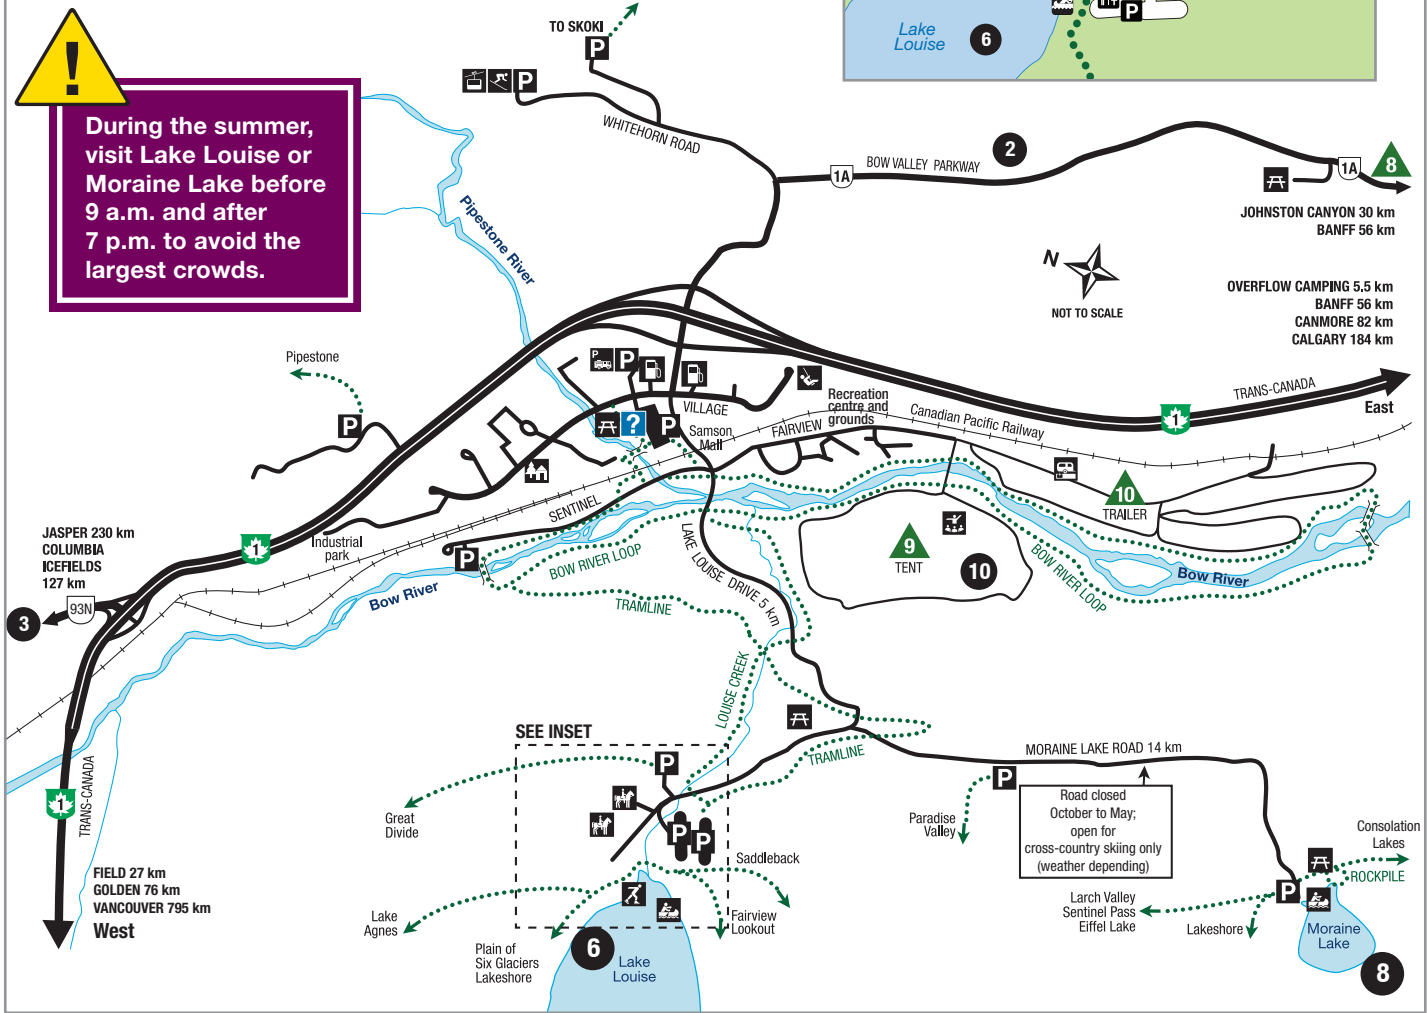 !
During the summer,
visit Lake Louise or
Moraine Lake before
9 a.m. and after
7 p.m. to avoid the
largest crowds.
TO SKOKI
P
P
WHITEHORN ROAD
Lake
Louise
6
P
2
1A
BOW VALLEY PARKWAY
1A
8
JOHNSTON CANYON 30 km
BANFF 56 km
N
NOT TO SCALE
OVERFLOW CAMPING 5.5 km
BANFF 56 km
CANMORE 82 km
CALGARY 184 km
TRANS-CANADA
East
1
Pipestone River
Pipestone
P
P
P
VILLAGE
?
P
Samson
Mall
Recreation
centre and
grounds
FAIRVIEW
Canadian Pacific Railway
SENTINEL
Industrial
park
P
1
JASPER 230 km
COLUMBIA
ICEFIELDS
127 km
93N
3
Bow River
BOW RIVER LOOP
TRAMLINE
LAKE LOUISE DRIVE 5 km
9
TENT
10
10
TRAILER
BOW RIVER LOOP
Bow River
LOUISE CREEK
TRAMLINE
SEE INSET
P
P
P
Great
Divide
Saddleback
Fairview
Lookout
Lake
Agnes
Plain of
Six Glaciers
Lakeshore
6
Lake
Louise
1
TRANS-CANADA
FIELD 27 km
GOLDEN 76 km
VANCOUVER 795 km
West
MORAINE LAKE ROAD 14 km
P
Paradise
Valley
Road closed
October to May;
open for
cross-country skiing only
(weather depending)
Consolation
Lakes
ROCKPILE
P
Larch Valley
Sentinel Pass
Eiffel Lake
Lakeshore
Moraine
Lake
8